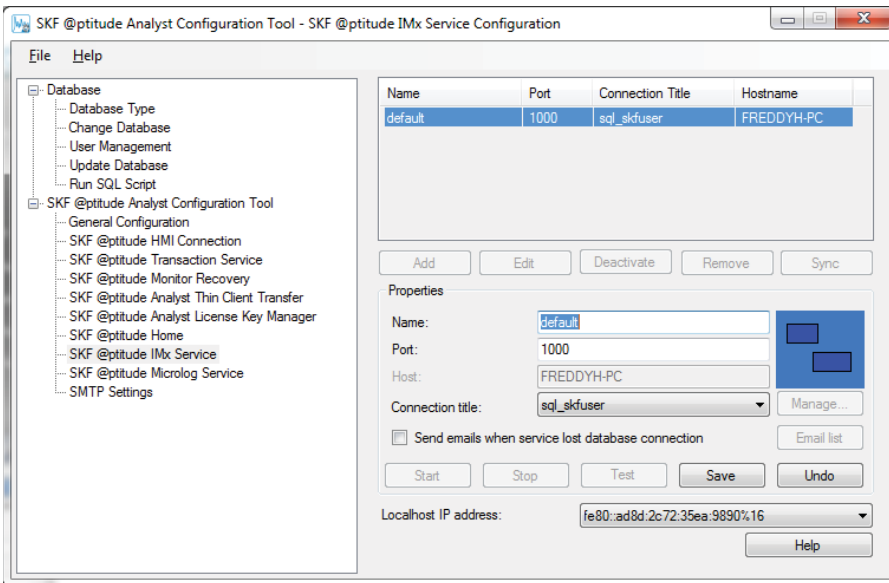 SKF @ptitude Analyst Configuration Tool - SKF @ptitude IMx Service Configuration
File Help
Database
Database Type
Change Database
User Management
Update Database
Run SQL Script
SKF @ptitude Analyst Configuration Tool
General Configuration
SKF @ptitude HMI Connection
SKF @ptitude Transaction Service
SKF @ptitude Monitor Recovery
SKF @ptitude Analyst Thin Client Transfer
SKF @ptitude Analyst License Key Manager
SKF @ptitude Home
SKF @ptitude IMx Service
SKF @ptitude Microlog Service
SMTP Settings
Name Port Connection Title Hostname
default 1000 sql_skfuser FREDDYH-PC
Add Edit Deactivate Remove Sync
Properties
Name: default
Port: 1000
Host: FREDDYH-PC
Connection title: sql_skfuser Manage...
Send emails when service lost database connection Email list
Start Stop Test Save Undo
Localhost IP address: fe80::ad8d:2c72:35ea:9890%16
Help